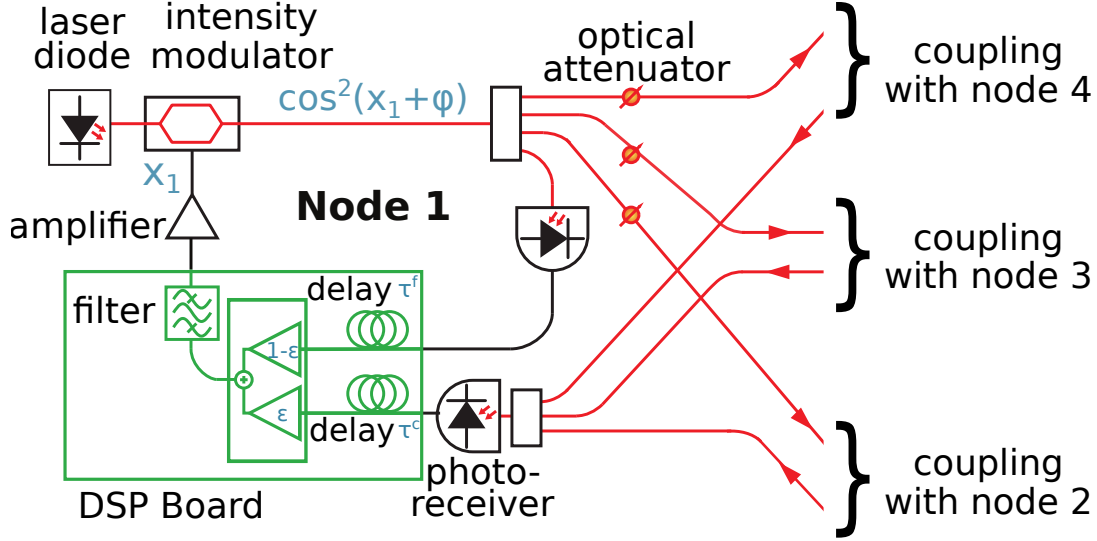 laser
diode
intensity
modulator
cos²(x₁+φ)
optical
attenuator
coupling
with node 4
x₁
Node 1
amplifier
coupling
with node 3
filter
delay τᶠ
1-ε
ε
delay τᶜ
photo-
receiver
DSP Board
coupling
with node 2